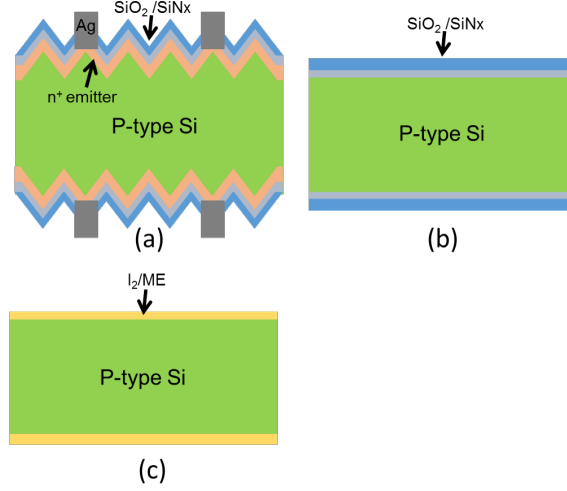 Ag
SiO₂/SiNx
n⁺ emitter
P-type Si
(a)
SiO₂/SiNx
P-type Si
(b)
I₂/ME
P-type Si
(c)